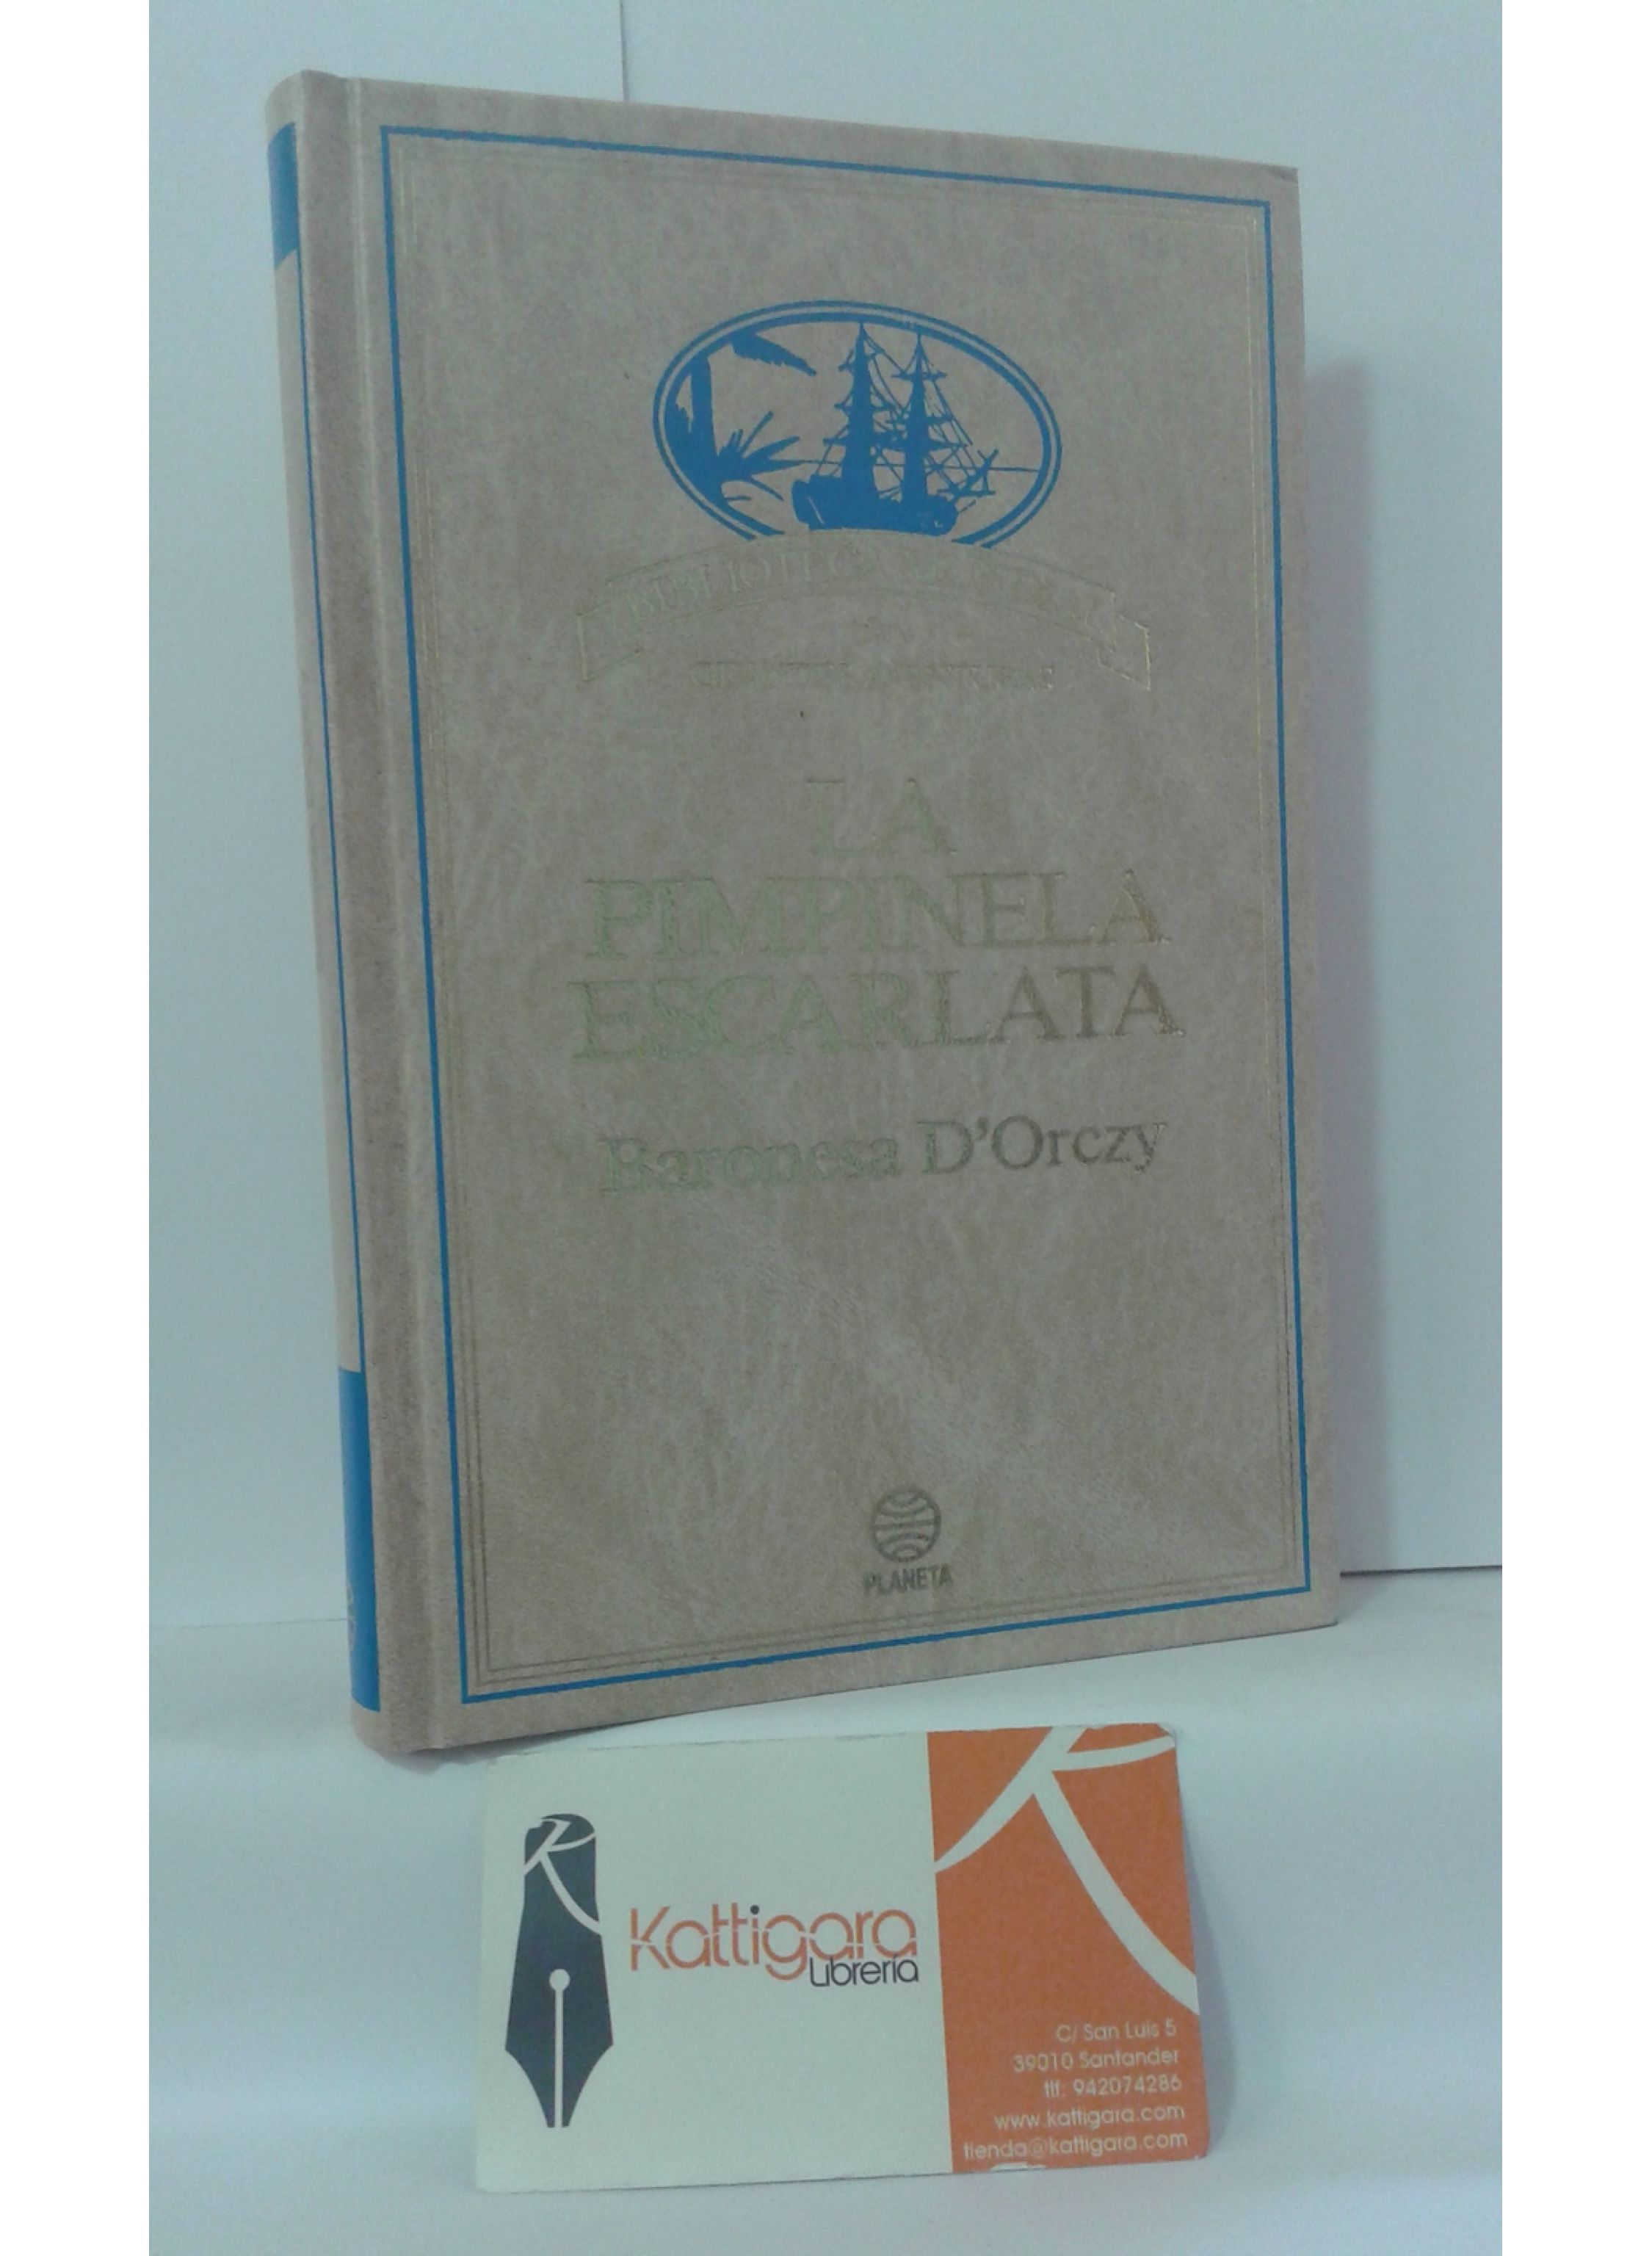 LA
PIMPINELA
ESCARLATA
Baronesa D'Orczy
PLANETA
Kattigara
Librería
C/ San Luis 5
39010 Santander
tlf: 942074286
www.kattigara.com
tienda@kattigara.com